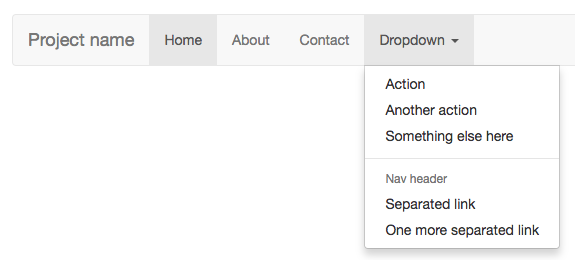 Project name Home About Contact Dropdown
Action
Another action
Something else here
Nav header
Separated link
One more separated link